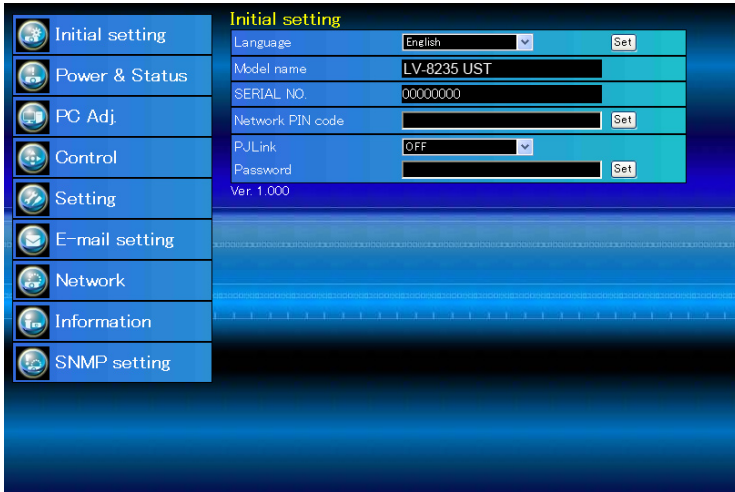 Initial setting
Power & Status
PC Adj.
Control
Setting
E-mail setting
Network
Information
SNMP setting
Initial setting
Language English Set
Model name LV-8235 UST
SERIAL NO. 00000000
Network PIN code Set
PJLink OFF
Password Set
Ver. 1.000